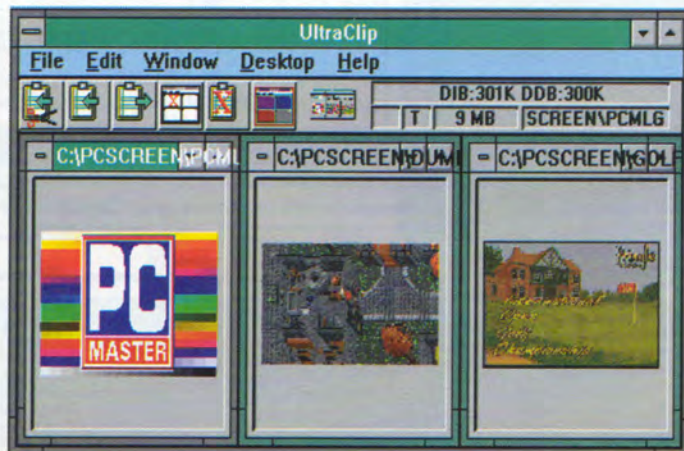 UltraClip
File Edit Window Desktop Help
DIB:301K DDB:300K
T 9 MB SCREEN\PCMLG
C:\PCSCREEN\PCML
C:\PCSCREEN\DUM
C:\PCSCREEN\GOLF
PC
MASTER